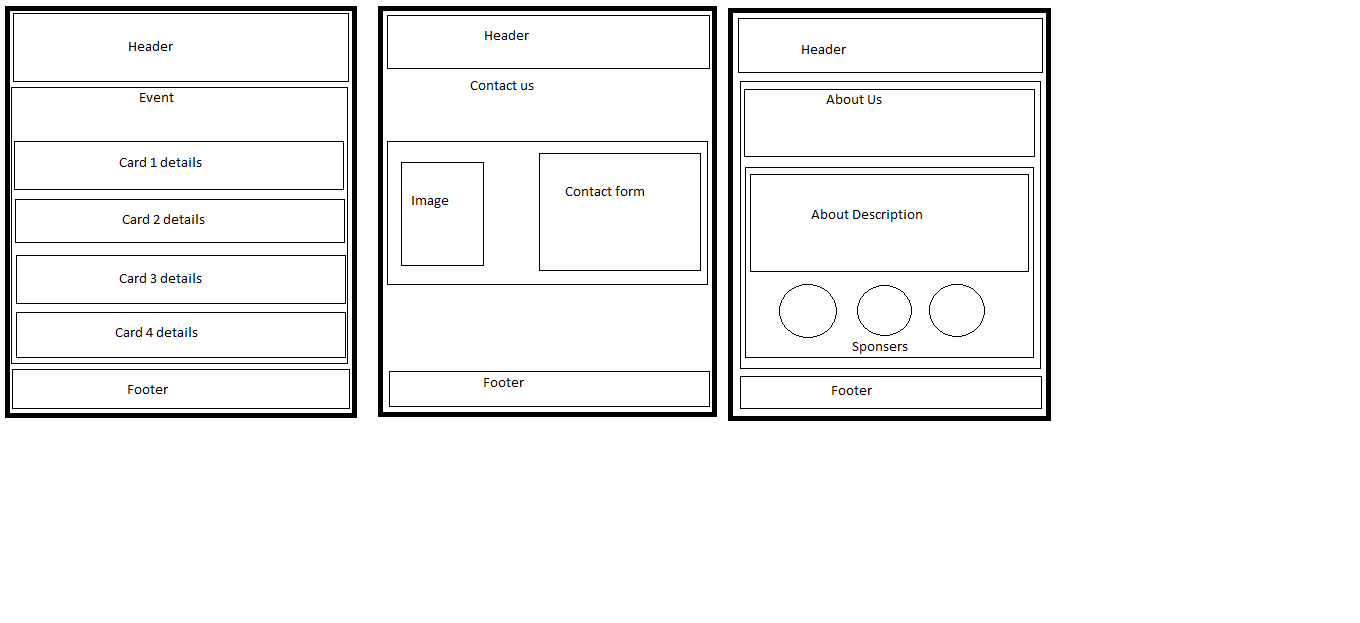 Header
Event
Card 1 details
Card 2 details
Card 3 details
Card 4 details
Footer
Header
Contact us
Image
Contact form
Footer
Header
About Us
About Description
Sponsers
Footer